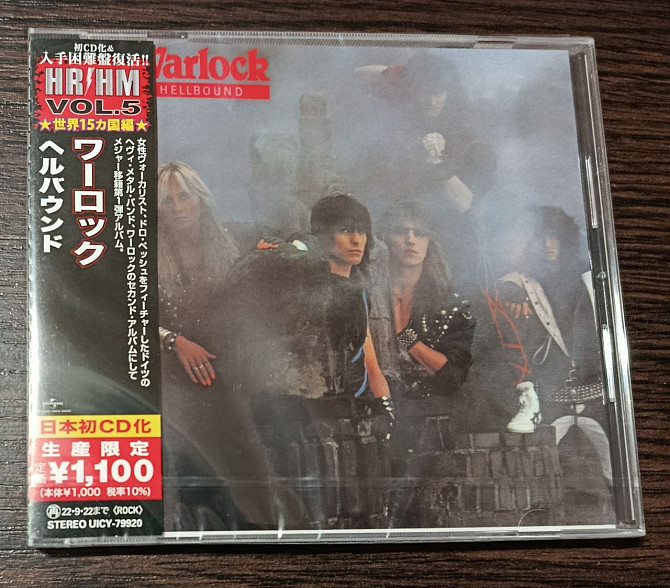 初CD化&
入手困難盤復活!!
HR/HM
VOL.5
★世界15カ国編★
ワーロック
ヘルバウンド
女性ヴォーカリスト、ドロ・ペッシュをフィーチャーしたドイツの
ヘヴィ・メタル・バンド、ワーロックのセカンド・アルバムにして
メジャー移籍第1弾アルバム。
UNIVERSAL
日本初CD化
生産限定
定価¥1,100
(本体¥1,000 税率10%)
再 22・9・22まで 〈ROCK〉
STEREO UICY-79920
Warlock
HELLBOUND